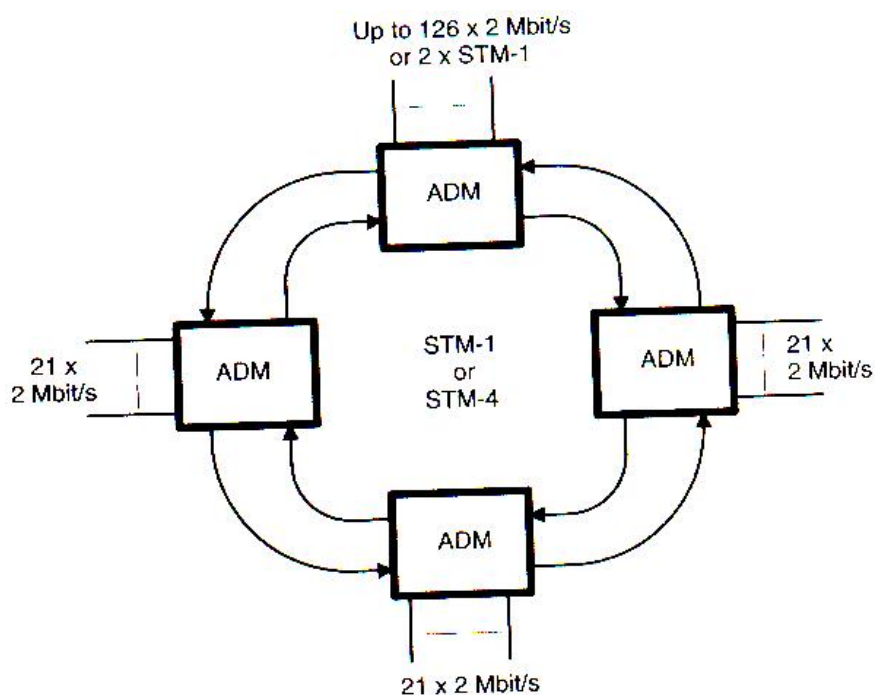 Up to 126 x 2 Mbit/s
or 2 x STM-1
ADM
21 x
2 Mbit/s
ADM
STM-1
or
STM-4
ADM
21 x
2 Mbit/s
ADM
21 x 2 Mbit/s